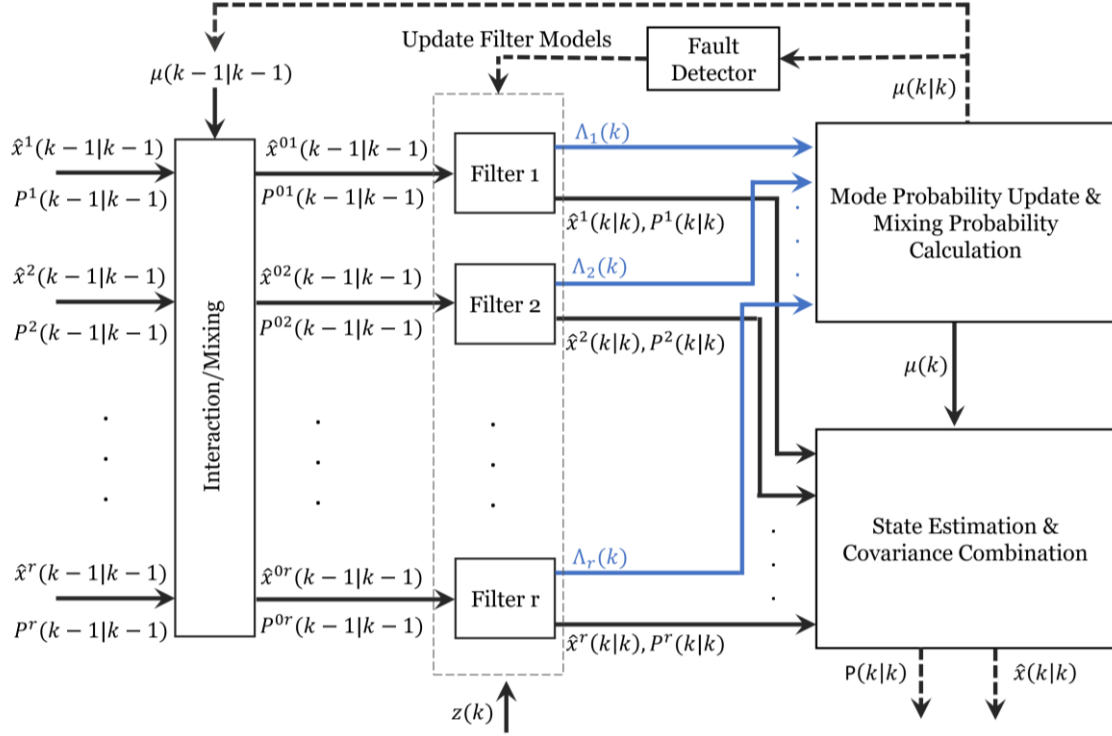 Update Filter Models
Fault
Detector
μ(k − 1|k − 1)
μ(k|k)
x̂¹(k − 1|k − 1)
P¹(k − 1|k − 1)
x̂⁰¹(k − 1|k − 1)
P⁰¹(k − 1|k − 1)
Filter 1
Λ₁(k)
x̂¹(k|k), P¹(k|k)
Mode Probability Update &
Mixing Probability
Calculation
x̂²(k − 1|k − 1)
P²(k − 1|k − 1)
x̂⁰²(k − 1|k − 1)
P⁰²(k − 1|k − 1)
Filter 2
Λ₂(k)
x̂²(k|k), P²(k|k)
μ(k)
Interaction/Mixing
State Estimation &
Covariance Combination
x̂ʳ(k − 1|k − 1)
Pʳ(k − 1|k − 1)
x̂⁰ʳ(k − 1|k − 1)
P⁰ʳ(k − 1|k − 1)
Filter r
Λᵣ(k)
x̂ʳ(k|k), Pʳ(k|k)
P(k|k)
x̂(k|k)
z(k)